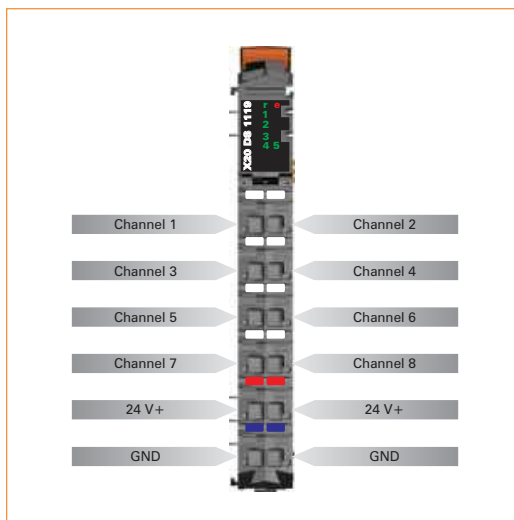 X20 DS 1119
r e
1
2
3
4 5
Channel 1 Channel 2
Channel 3 Channel 4
Channel 5 Channel 6
Channel 7 Channel 8
24 V+ 24 V+
GND GND